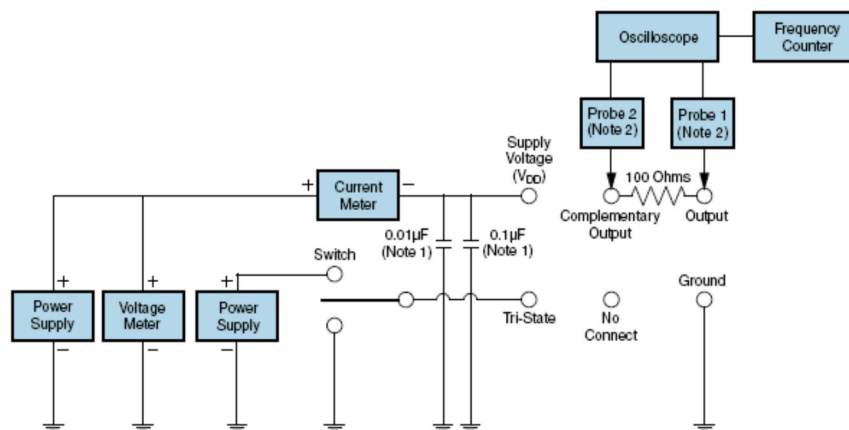 Oscilloscope
Frequency
Counter
Probe 2
(Note 2)
Probe 1
(Note 2)
Supply
Voltage
(VDD)
100 Ohms
Complementary
Output
Output
+
Current
Meter
−
0.01µF
(Note 1)
0.1µF
(Note 1)
Switch
+
+
+
Power
Supply
Voltage
Meter
Power
Supply
−
−
−
Tri-State
No
Connect
Ground